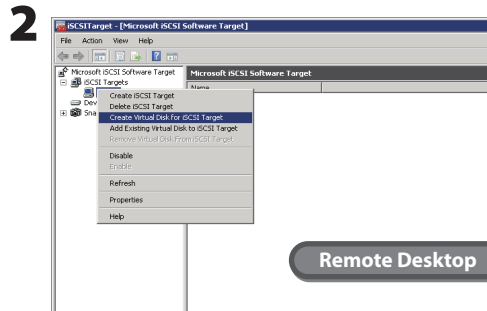 2
iSCSITarget - [Microsoft iSCSI Software Target]
File Action View Help
Microsoft iSCSI Software Target
Microsoft iSCSI Software Target
iSCSI Targets
Name
Create iSCSI Target
Dev
Delete iSCSI Target
Sna
Create Virtual Disk for iSCSI Target
Add Existing Virtual Disk to iSCSI Target
Remove Virtual Disk From iSCSI Target
Disable
Enable
Refresh
Properties
Help
Remote Desktop